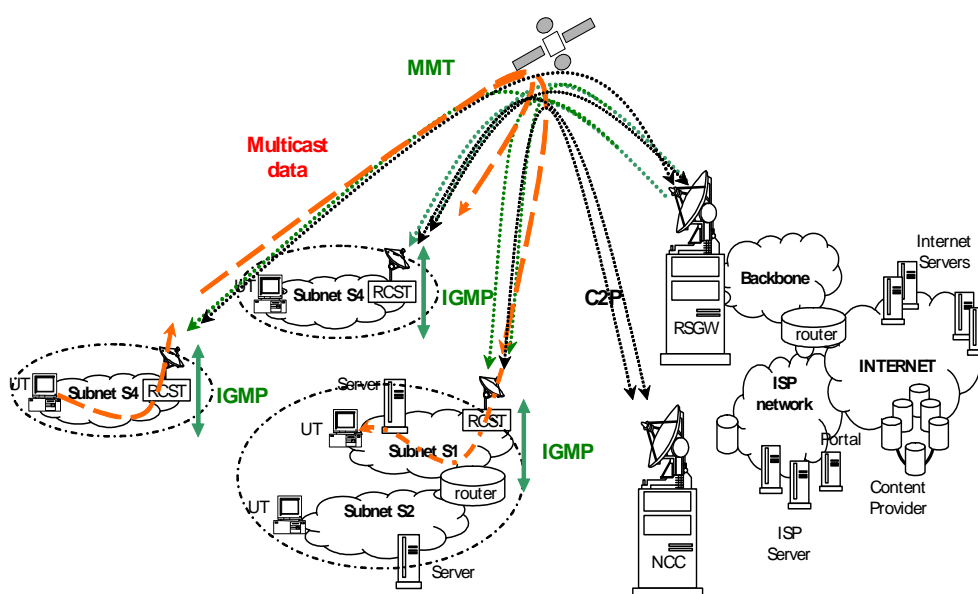 MMT
Multicast
data
UT
Subnet S4
RCST
IGMP
C2P
RSGW
Backbone
Internet
Servers
router
INTERNET
ISP
network
UT
Subnet S4
RCST
IGMP
Server
UT
RCST
Subnet S1
IGMP
router
UT
Subnet S2
Server
NCC
Portal
ISP
Server
Content
Provider